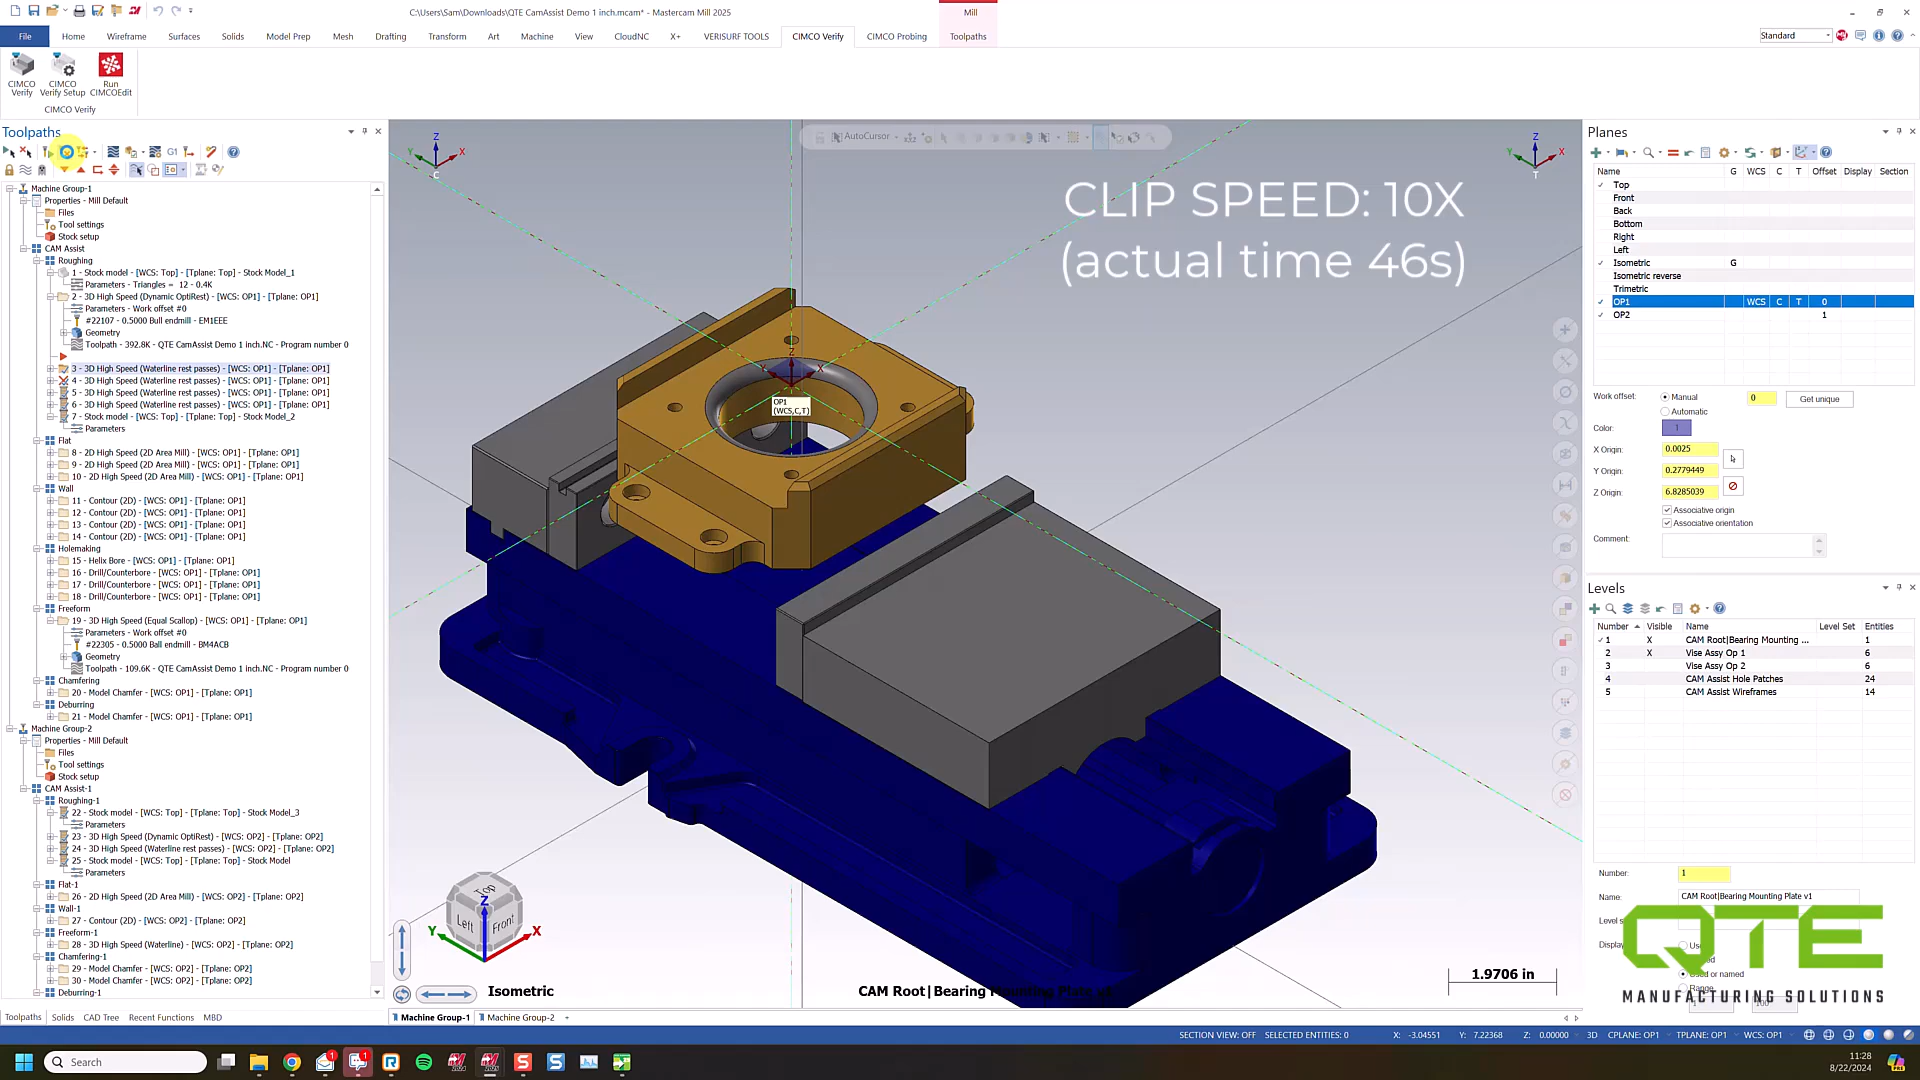 C:\Users\Sam\Downloads\QTE CamAssist Demo 1 inch.mcam* - Mastercam Mill 2025
Mill
File Home Wireframe Surfaces Solids Model Prep Mesh Drafting Transform Art Machine View CloudNC X+ VERISURF TOOLS CIMCO Verify CIMCO Probing Toolpaths
Standard
CIMCO Verify
CIMCO Verify Setup
Run CIMCOEdit
CIMCO Verify
Toolpaths
G1
Machine Group-1
Properties - Mill Default
Files
Tool settings
Stock setup
CAM Assist
Roughing
1 - Stock model - [WCS: Top] - [Tplane: Top] - Stock Model_1
Parameters - Triangles = 12 - 0.4K
2 - 3D High Speed (Dynamic OptiRest) - [WCS: OP1] - [Tplane: OP1]
Parameters - Work offset #0
#22107 - 0.5000 Bull endmill - EM1EEE
Geometry
Toolpath - 392.8K - QTE CamAssist Demo 1 inch.NC - Program number 0
3 - 3D High Speed (Waterline rest passes) - [WCS: OP1] - [Tplane: OP1]
4 - 3D High Speed (Waterline rest passes) - [WCS: OP1] - [Tplane: OP1]
5 - 3D High Speed (Waterline rest passes) - [WCS: OP1] - [Tplane: OP1]
6 - 3D High Speed (Waterline rest passes) - [WCS: OP1] - [Tplane: OP1]
7 - Stock model - [WCS: Top] - [Tplane: Top] - Stock Model_2
Parameters
Flat
8 - 2D High Speed (2D Area Mill) - [WCS: OP1] - [Tplane: OP1]
9 - 2D High Speed (2D Area Mill) - [WCS: OP1] - [Tplane: OP1]
10 - 2D High Speed (2D Area Mill) - [WCS: OP1] - [Tplane: OP1]
Wall
11 - Contour (2D) - [WCS: OP1] - [Tplane: OP1]
12 - Contour (2D) - [WCS: OP1] - [Tplane: OP1]
13 - Contour (2D) - [WCS: OP1] - [Tplane: OP1]
14 - Contour (2D) - [WCS: OP1] - [Tplane: OP1]
Holemaking
15 - Helix Bore - [WCS: OP1] - [Tplane: OP1]
16 - Drill/Counterbore - [WCS: OP1] - [Tplane: OP1]
17 - Drill/Counterbore - [WCS: OP1] - [Tplane: OP1]
18 - Drill/Counterbore - [WCS: OP1] - [Tplane: OP1]
Freeform
19 - 3D High Speed (Equal Scallop) - [WCS: OP1] - [Tplane: OP1]
Parameters - Work offset #0
#22305 - 0.5000 Ball endmill - BM4ACB
Geometry
Toolpath - 109.6K - QTE CamAssist Demo 1 inch.NC - Program number 0
Chamfering
20 - Model Chamfer - [WCS: OP1] - [Tplane: OP1]
Deburring
21 - Model Chamfer - [WCS: OP1] - [Tplane: OP1]
Machine Group-2
Properties - Mill Default
Files
Tool settings
Stock setup
CAM Assist-1
Roughing-1
22 - Stock model - [WCS: Top] - [Tplane: Top] - Stock Model_3
Parameters
23 - 3D High Speed (Dynamic OptiRest) - [WCS: OP2] - [Tplane: OP2]
24 - 3D High Speed (Waterline rest passes) - [WCS: OP2] - [Tplane: OP2]
25 - Stock model - [WCS: Top] - [Tplane: Top] - Stock Model
Parameters
Flat-1
26 - 2D High Speed (2D Area Mill) - [WCS: OP2] - [Tplane: OP2]
Wall-1
27 - Contour (2D) - [WCS: OP2] - [Tplane: OP2]
Freeform-1
28 - 3D High Speed (Waterline) - [WCS: OP2] - [Tplane: OP2]
Chamfering-1
29 - Model Chamfer - [WCS: OP2] - [Tplane: OP2]
30 - Model Chamfer - [WCS: OP2] - [Tplane: OP2]
Deburring-1
Toolpaths Solids CAD Tree Recent Functions MBD
AutoCursor
Z Y X C
Z Y X T
CLIP SPEED: 10X
(actual time 46s)
Z X
OP1
(WCS,C,T)
Top
Left Front
Z Y X
Isometric
CAM Root|Bearing Mounting Plate v1
1.9706 in
Machine Group-1 Machine Group-2 +
Planes
Name G WCS C T Offset Display Section
Top
Front
Back
Bottom
Right
Left
Isometric G
Isometric reverse
Trimetric
OP1 WCS C T 0
OP2 1
Work offset: Manual 0 Get unique
Automatic
Color: 1
X Origin: 0.0025
Y Origin: 0.2779449
Z Origin: 6.8285039
Associative origin
Associative orientation
Comment:
Levels
Number Visible Name Level Set Entities
1 X CAM Root|Bearing Mounting ... 1
2 X Vise Assy Op 1 6
3 Vise Assy Op 2 6
4 CAM Assist Hole Patches 24
5 CAM Assist Wireframes 14
Number: 1
Name: CAM Root|Bearing Mounting Plate v1
Level s
Display
Used or named
Range
QTE
MANUFACTURING SOLUTIONS
SECTION VIEW: OFF SELECTED ENTITIES: 0 X: -3.04551 Y: 7.22368 Z: 0.00000 3D CPLANE: OP1 TPLANE: OP1 WCS: OP1
Search
1
1
2024
2025
11:28
8/22/2024